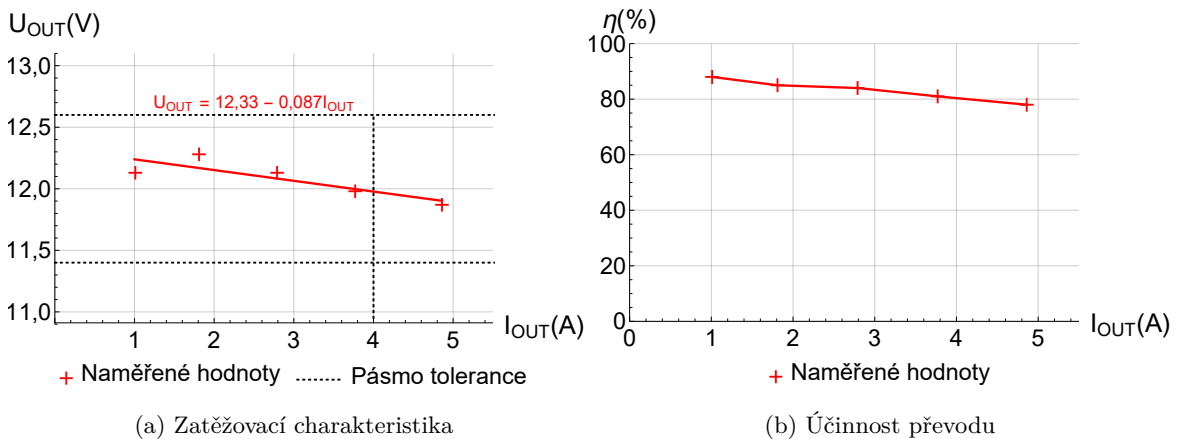 U_OUT(V)
13,0
12,5
12,0
11,5
11,0
U_OUT = 12,33 − 0,087I_OUT
1 2 3 4 5
I_OUT(A)
+ Naměřené hodnoty ........ Pásmo tolerance
(a) Zatěžovací charakteristika
η(%)
100
80
60
40
20
0
0 1 2 3 4 5
I_OUT(A)
+ Naměřené hodnoty
(b) Účinnost převodu